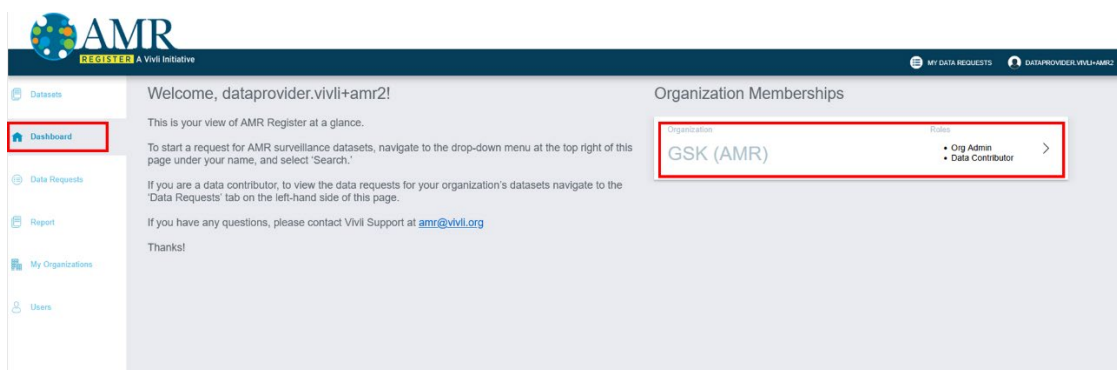 AMR
REGISTER A Vivli Initiative
MY DATA REQUESTS
DATAPROVIDER.VIVLI+AMR2
Datasets
Dashboard
Data Requests
Report
My Organizations
Users
Welcome, dataprovider.vivli+amr2!
This is your view of AMR Register at a glance.
To start a request for AMR surveillance datasets, navigate to the drop-down menu at the top right of this
page under your name, and select 'Search.'
If you are a data contributor, to view the data requests for your organization's datasets navigate to the
'Data Requests' tab on the left-hand side of this page.
If you have any questions, please contact Vivli Support at amr@vivli.org
Thanks!
Organization Memberships
Organization
Roles
GSK (AMR)
• Org Admin
• Data Contributor